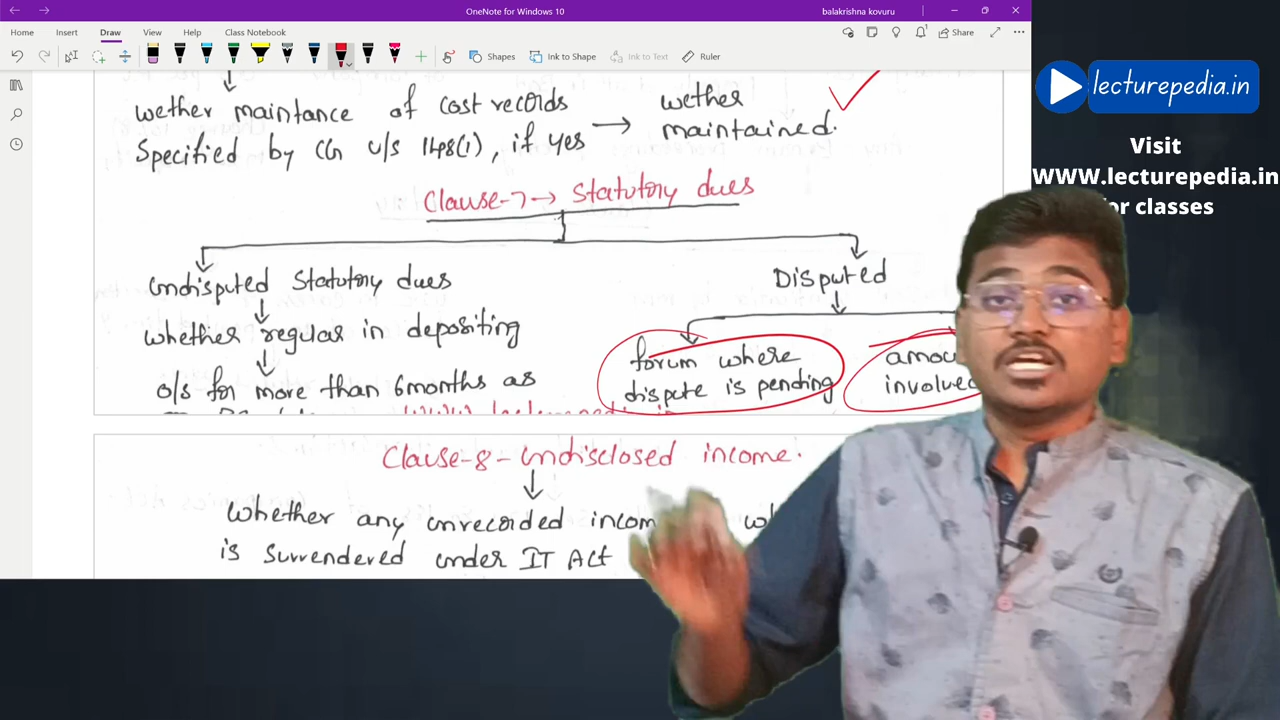 OneNote for Windows 10
balakrishna kovuru
Home Insert Draw View Help Class Notebook
Share
Shapes Ink to Shape Ink to Text Ruler
lecturepedia.in
Visit
WWW.lecturepedia.in
for classes
wether maintance of cost records
Specified by CG u/s 148(1), if yes
wether
maintained.
Clause-7 → Statutory dues
undisputed Statutory dues
whether regular in depositing
o/s for more than 6 months as
Disputed
forum where
dispute is pending
involved
Clause-8-undisclosed income.
Whether any unrecorded
is surrendered under IT Act